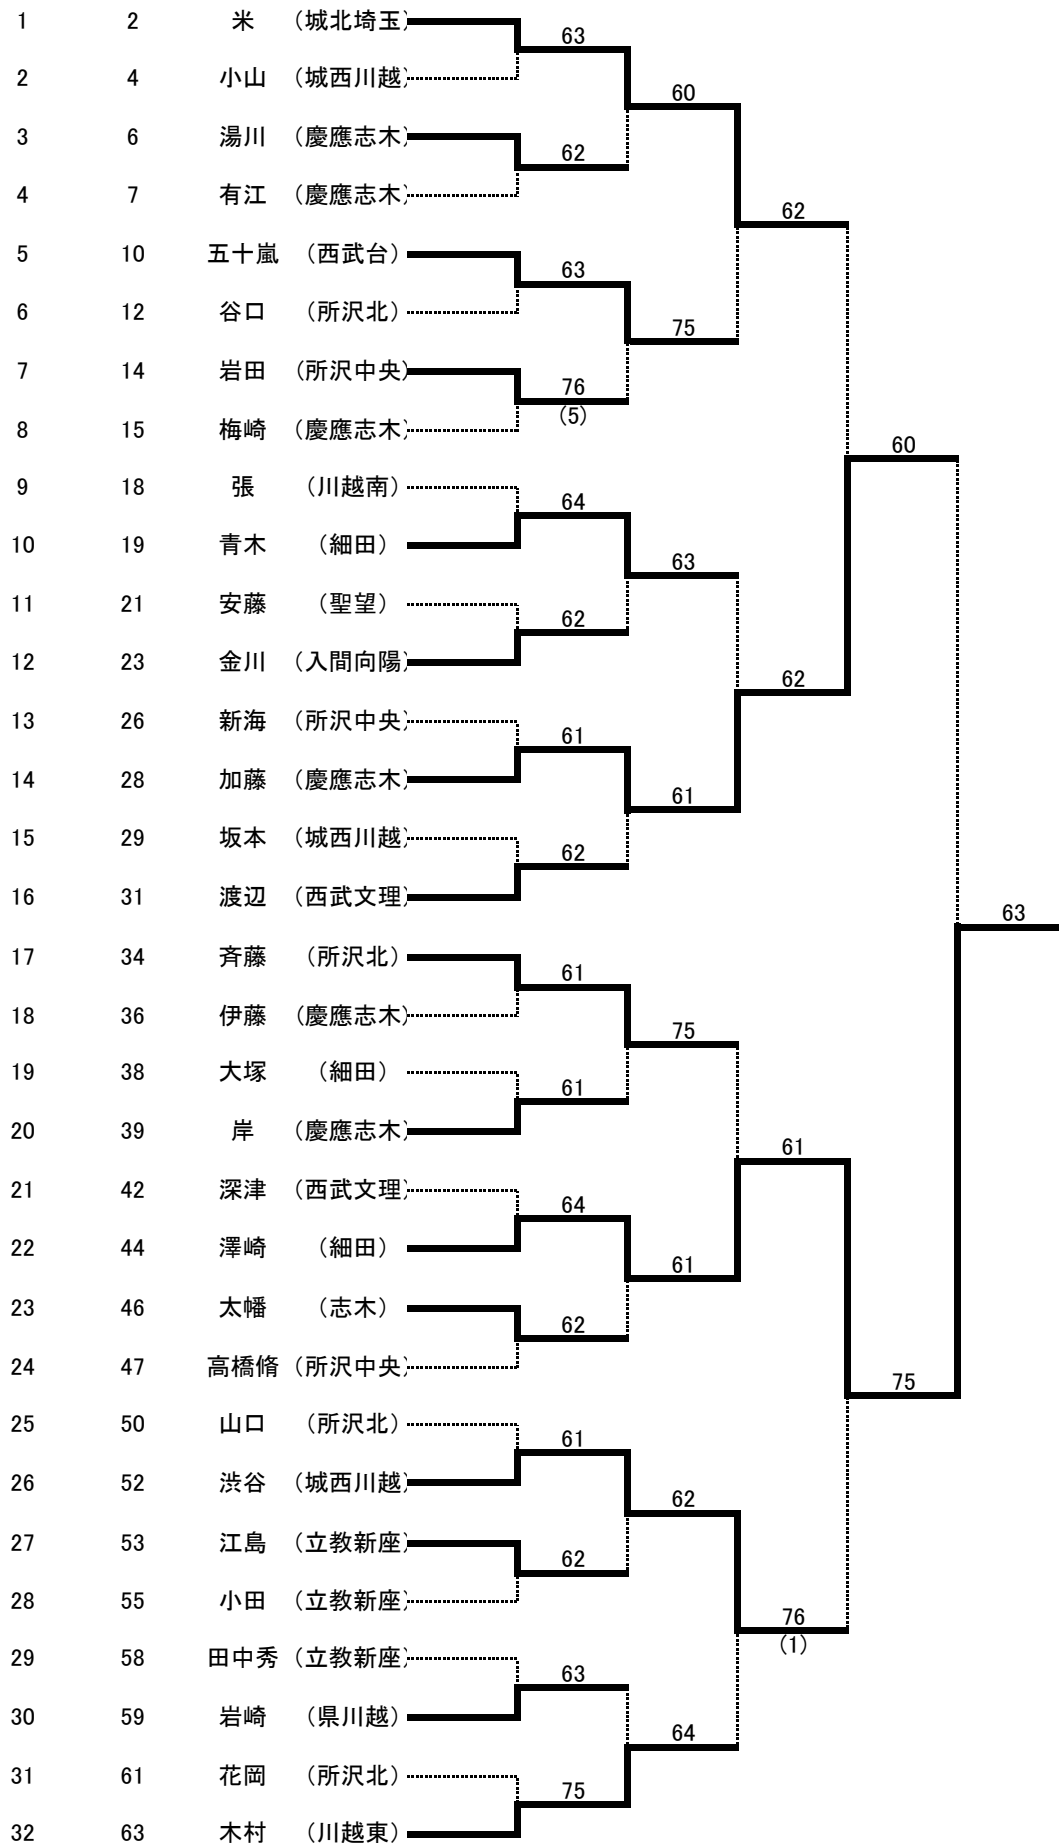 1 2 米 (城北埼玉)
63
2 4 小山 (城西川越)
60
3 6 湯川 (慶應志木)
62
4 7 有江 (慶應志木)
62
5 10 五十嵐 (西武台)
63
6 12 谷口 (所沢北)
75
7 14 岩田 (所沢中央)
76
(5)
8 15 梅崎 (慶應志木)
60
9 18 張 (川越南)
64
10 19 青木 (細田)
63
11 21 安藤 (聖望)
62
12 23 金川 (入間向陽)
62
13 26 新海 (所沢中央)
61
14 28 加藤 (慶應志木)
61
15 29 坂本 (城西川越)
62
16 31 渡辺 (西武文理)
63
17 34 斉藤 (所沢北)
61
18 36 伊藤 (慶應志木)
75
19 38 大塚 (細田)
61
20 39 岸 (慶應志木)
61
21 42 深津 (西武文理)
64
22 44 澤崎 (細田)
61
23 46 太幡 (志木)
62
24 47 高橋脩 (所沢中央)
75
25 50 山口 (所沢北)
61
26 52 渋谷 (城西川越)
62
27 53 江島 (立教新座)
62
28 55 小田 (立教新座)
76
(1)
29 58 田中秀 (立教新座)
63
30 59 岩崎 (県川越)
64
31 61 花岡 (所沢北)
75
32 63 木村 (川越東)